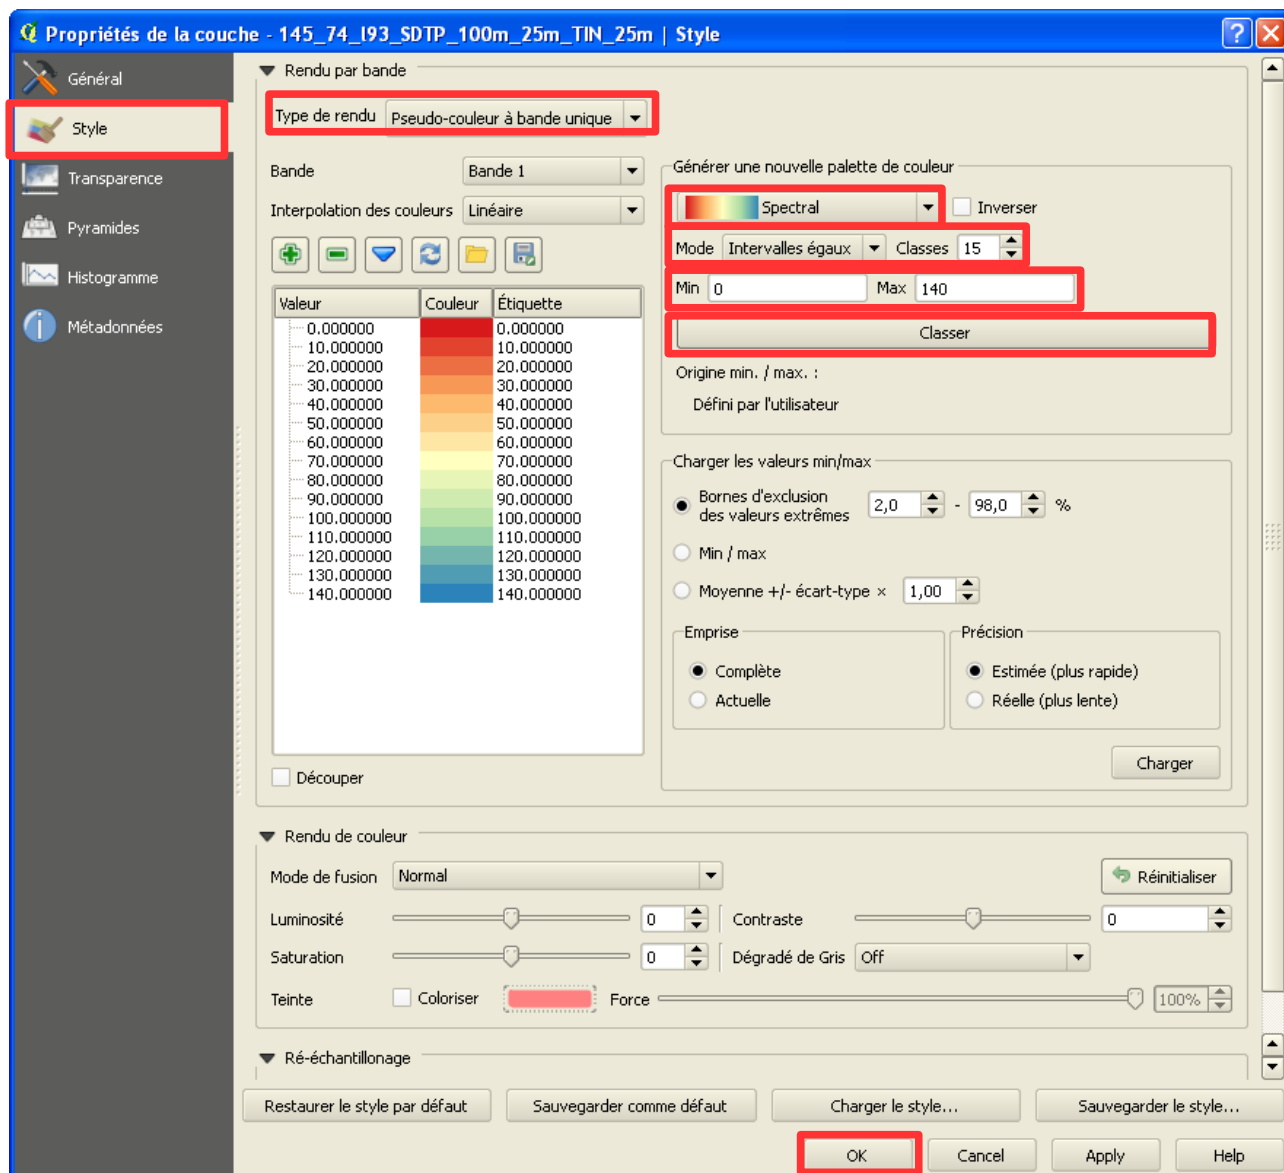 Propriétés de la couche - 145_74_l93_SDTP_100m_25m_TIN_25m | Style
Général
Style
Transparence
Pyramides
Histogramme
Métadonnées
Rendu par bande
Type de rendu Pseudo-couleur à bande unique
Bande Bande 1
Interpolation des couleurs Linéaire
Valeur Couleur Étiquette
0.000000 0.000000
10.000000 10.000000
20.000000 20.000000
30.000000 30.000000
40.000000 40.000000
50.000000 50.000000
60.000000 60.000000
70.000000 70.000000
80.000000 80.000000
90.000000 90.000000
100.000000 100.000000
110.000000 110.000000
120.000000 120.000000
130.000000 130.000000
140.000000 140.000000
Découper
Générer une nouvelle palette de couleur
Spectral Inverser
Mode Intervalles égaux Classes 15
Min 0 Max 140
Classer
Origine min. / max. :
Défini par l'utilisateur
Charger les valeurs min/max
Bornes d'exclusion
des valeurs extrêmes 2,0 - 98,0 %
Min / max
Moyenne +/- écart-type × 1,00
Emprise
Complète
Actuelle
Précision
Estimée (plus rapide)
Réelle (plus lente)
Charger
Rendu de couleur
Mode de fusion Normal Réinitialiser
Luminosité 0 Contraste 0
Saturation 0 Dégradé de Gris Off
Teinte Coloriser Force 100%
Ré-échantillonage
Restaurer le style par défaut Sauvegarder comme défaut Charger le style... Sauvegarder le style...
OK Cancel Apply Help